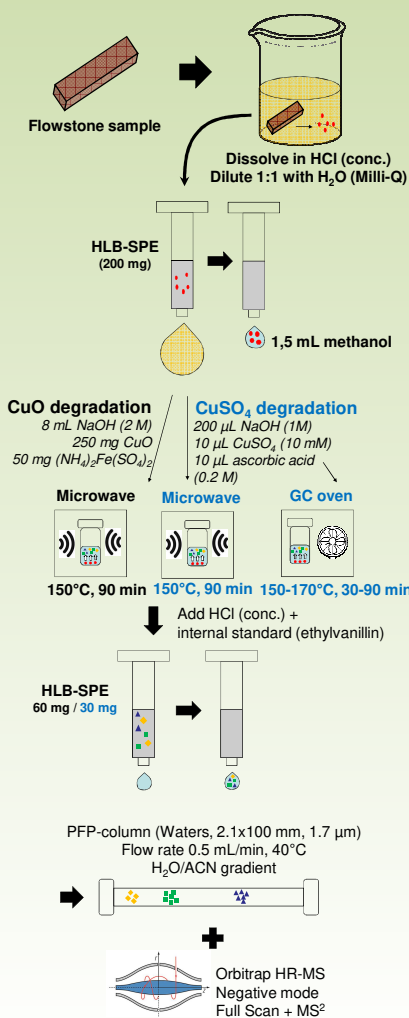 Flowstone sample
Dissolve in HCl (conc.)
Dilute 1:1 with H₂O (Milli-Q)
HLB-SPE
(200 mg)
1,5 mL methanol
CuO degradation
8 mL NaOH (2 M)
250 mg CuO
50 mg (NH₄)₂Fe(SO₄)₂
CuSO₄ degradation
200 µL NaOH (1M)
10 µL CuSO₄ (10 mM)
10 µL ascorbic acid
(0.2 M)
Microwave
Microwave
GC oven
150°C, 90 min
150°C, 90 min
150-170°C, 30-90 min
Add HCl (conc.) +
internal standard (ethylvanillin)
HLB-SPE
60 mg / 30 mg
PFP-column (Waters, 2.1x100 mm, 1.7 µm)
Flow rate 0.5 mL/min, 40°C
H₂O/ACN gradient
Orbitrap HR-MS
Negative mode
Full Scan + MS²